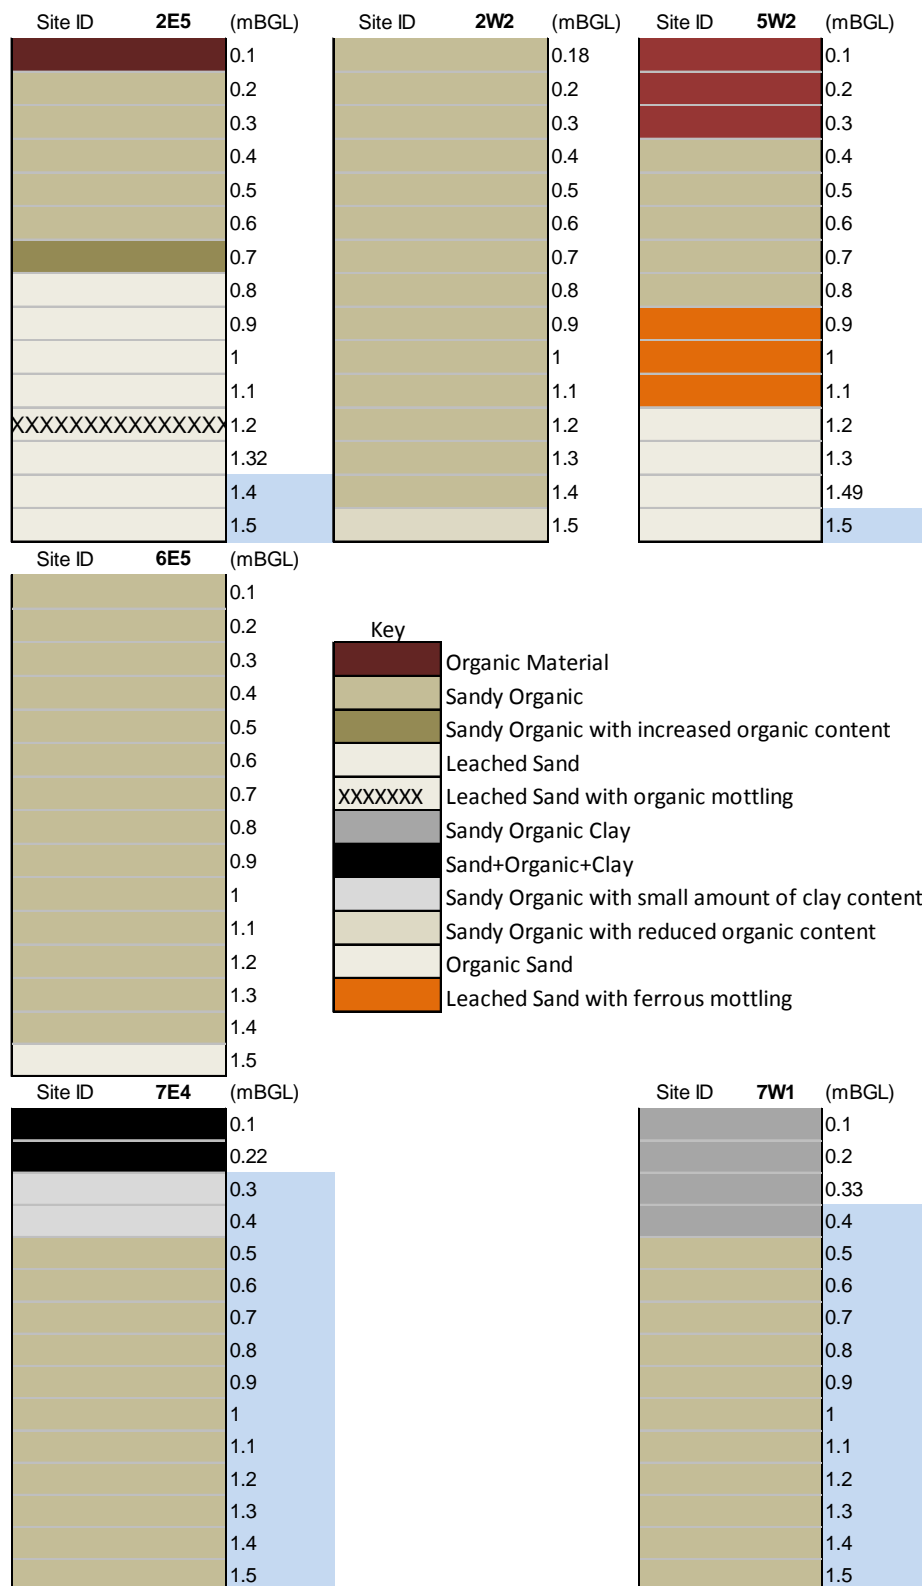 Site ID 2E5 (mBGL) Site ID 2W2 (mBGL) Site ID 5W2 (mBGL)
0.1 0.18 0.1
0.2 0.2 0.2
0.3 0.3 0.3
0.4 0.4 0.4
0.5 0.5 0.5
0.6 0.6 0.6
0.7 0.7 0.7
0.8 0.8 0.8
0.9 0.9 0.9
1 1 1
1.1 1.1 1.1
XXXXXXXXXXXXXXX 1.2 1.2 1.2
1.32 1.3 1.3
1.4 1.4 1.49
1.5 1.5 1.5
Site ID 6E5 (mBGL)
0.1
0.2
0.3
0.4
0.5
0.6
0.7
0.8
0.9
1
1.1
1.2
1.3
1.4
1.5
Key
Organic Material
Sandy Organic
Sandy Organic with increased organic content
Leached Sand
XXXXXXX Leached Sand with organic mottling
Sandy Organic Clay
Sand+Organic+Clay
Sandy Organic with small amount of clay content
Sandy Organic with reduced organic content
Organic Sand
Leached Sand with ferrous mottling
Site ID 7E4 (mBGL) Site ID 7W1 (mBGL)
0.1 0.1
0.22 0.2
0.3 0.33
0.4 0.4
0.5 0.5
0.6 0.6
0.7 0.7
0.8 0.8
0.9 0.9
1 1
1.1 1.1
1.2 1.2
1.3 1.3
1.4 1.4
1.5 1.5